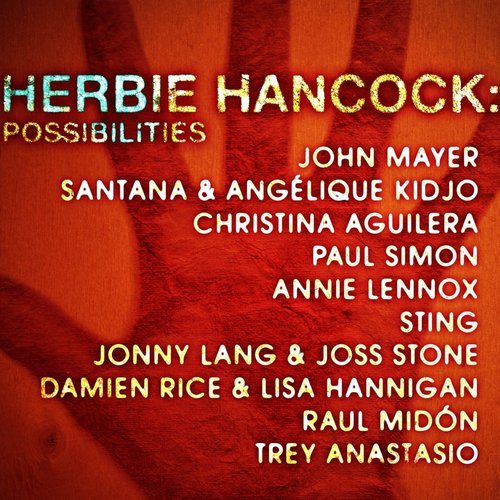 HERBIE HANCOCK:
POSSIBILITIES
JOHN MAYER
SANTANA & ANGÉLIQUE KIDJO
CHRISTINA AGUILERA
PAUL SIMON
ANNIE LENNOX
STING
JONNY LANG & JOSS STONE
DAMIEN RICE & LISA HANNIGAN
RAUL MIDÓN
TREY ANASTASIO